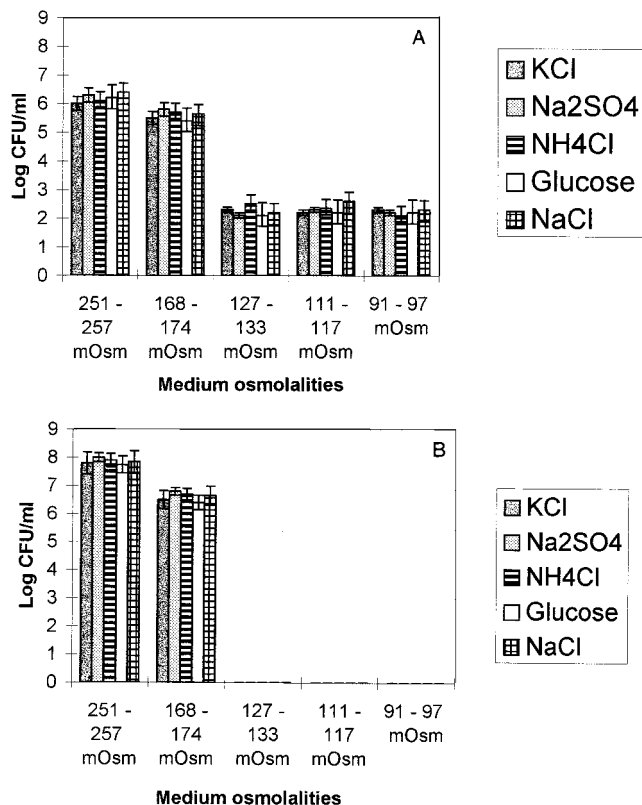 A
Log CFU/ml
9
8
7
6
5
4
3
2
1
0
251 -
257
mOsm
168 -
174
mOsm
127 -
133
mOsm
111 -
117
mOsm
91 - 97
mOsm
Medium osmolalities
KCl
Na2SO4
NH4Cl
Glucose
NaCl
B
Log CFU/ml
9
8
7
6
5
4
3
2
1
0
251 -
257
mOsm
168 -
174
mOsm
127 -
133
mOsm
111 -
117
mOsm
91 - 97
mOsm
Medium osmolalities
KCl
Na2SO4
NH4Cl
Glucose
NaCl